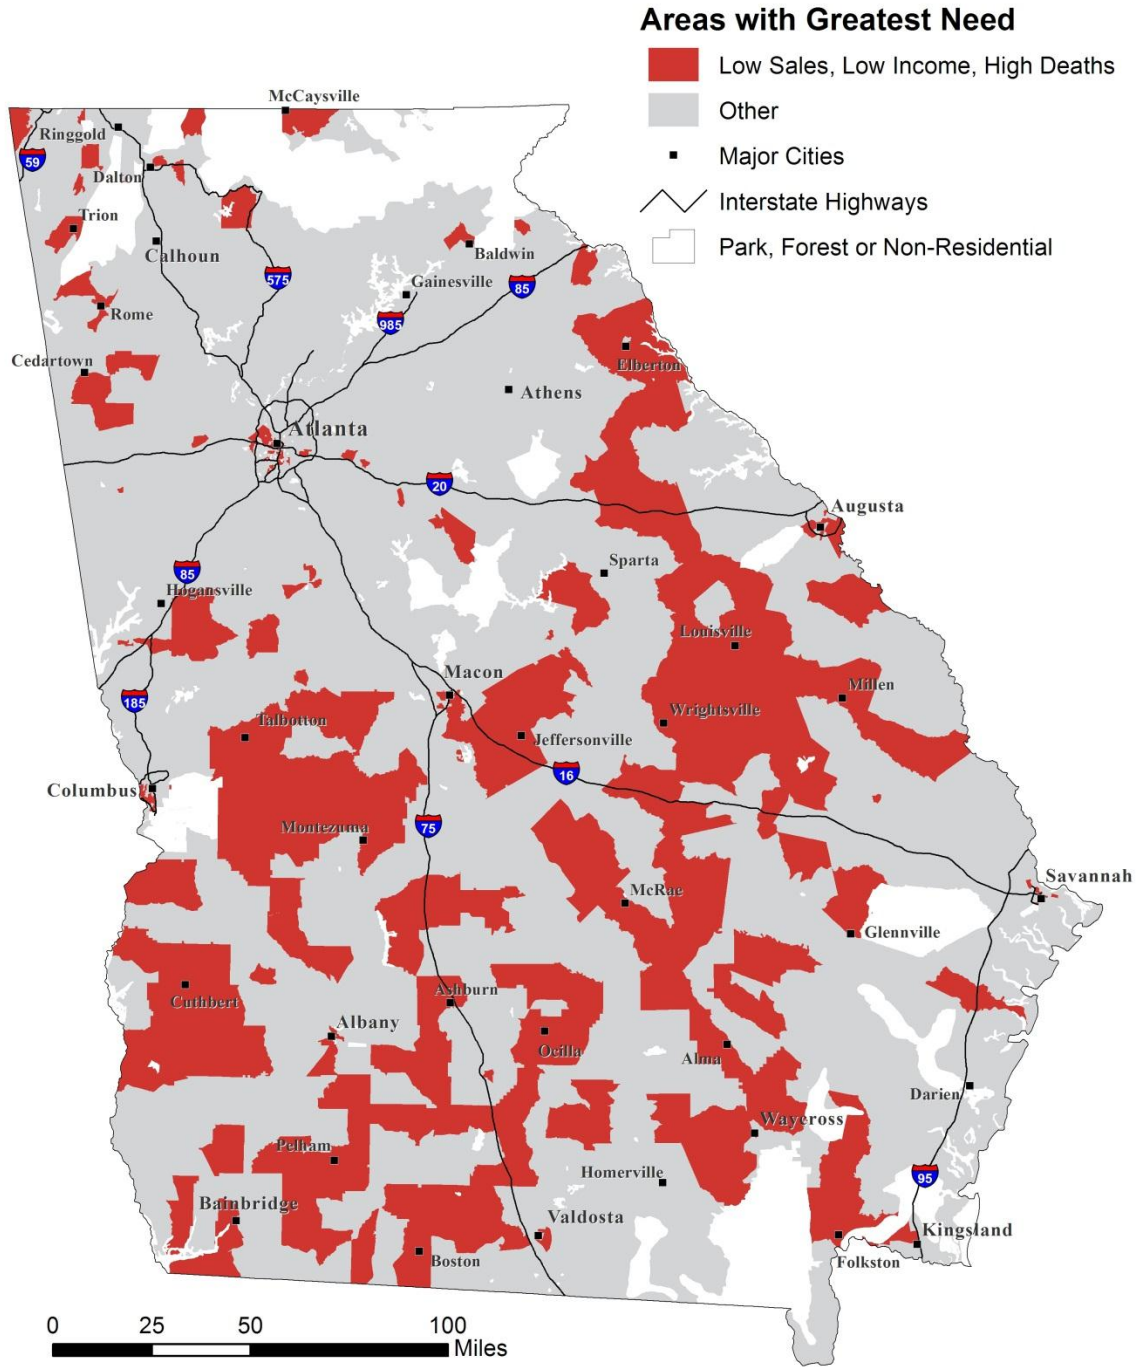 Areas with Greatest Need
Low Sales, Low Income, High Deaths
Other
Major Cities
Interstate Highways
Park, Forest or Non-Residential
McCaysville
Ringgold
59
Dalton
Trion
Calhoun
Baldwin
575
Gainesville
85
985
Rome
Cedartown
Elberton
Athens
Atlanta
20
Augusta
Sparta
85
Hogansville
Louisville
Macon
Millen
185
Talbotton
Wrightsville
Jeffersonville
16
Columbus
Montezuma
75
Savannah
McRae
Glennville
Cuthbert
Ashburn
Albany
Ocilla
Alma
Darien
Waycross
Pelham
Homerville
95
Bainbridge
Valdosta
Kingsland
Boston
Folkston
0 25 50 100
Miles